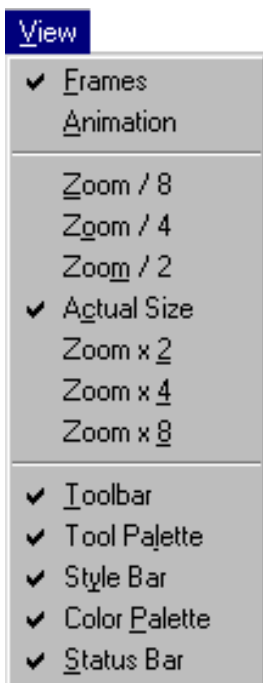 View
Frames
Animation
Zoom / 8
Zoom / 4
Zoom / 2
Actual Size
Zoom x 2
Zoom x 4
Zoom x 8
Toolbar
Tool Palette
Style Bar
Color Palette
Status Bar